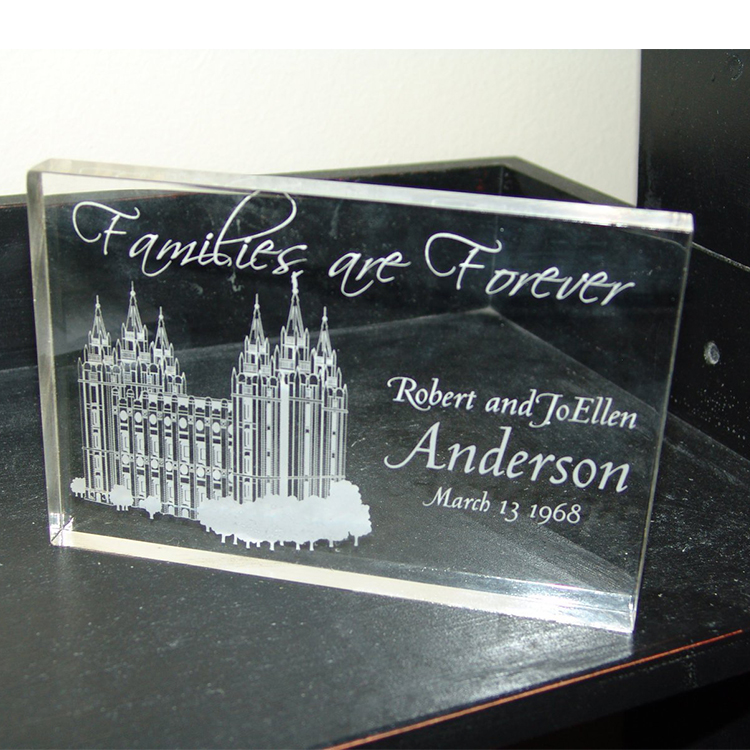 Families are Forever
Robert and JoEllen
Anderson
March 13 1968